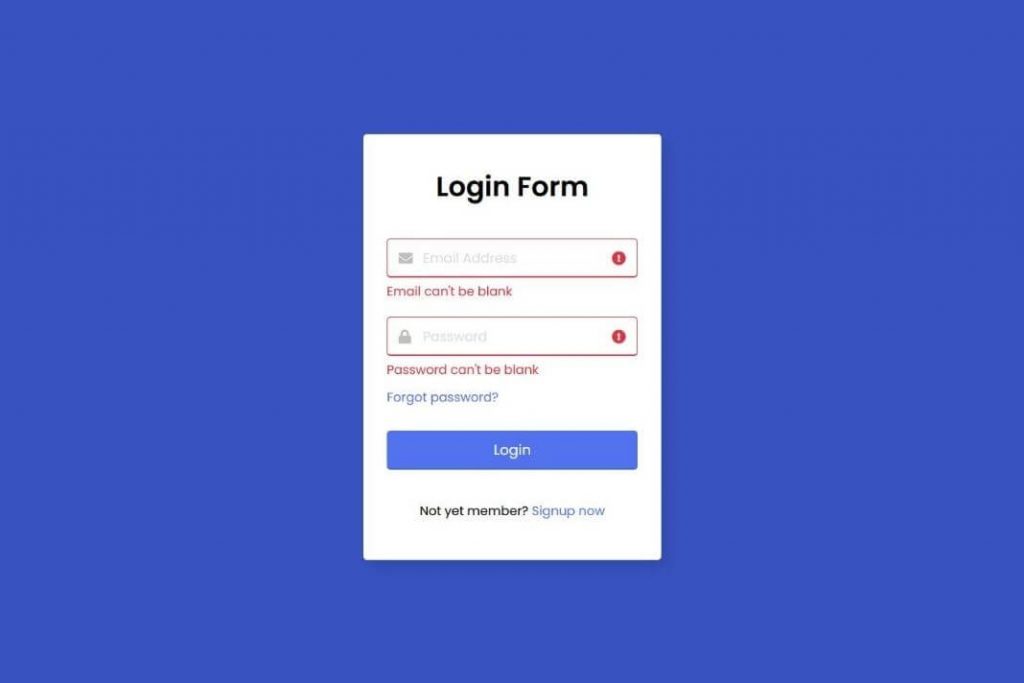 Login Form
Email Address
Email can't be blank
Password
Password can't be blank
Forgot password?
Login
Not yet member? Signup now